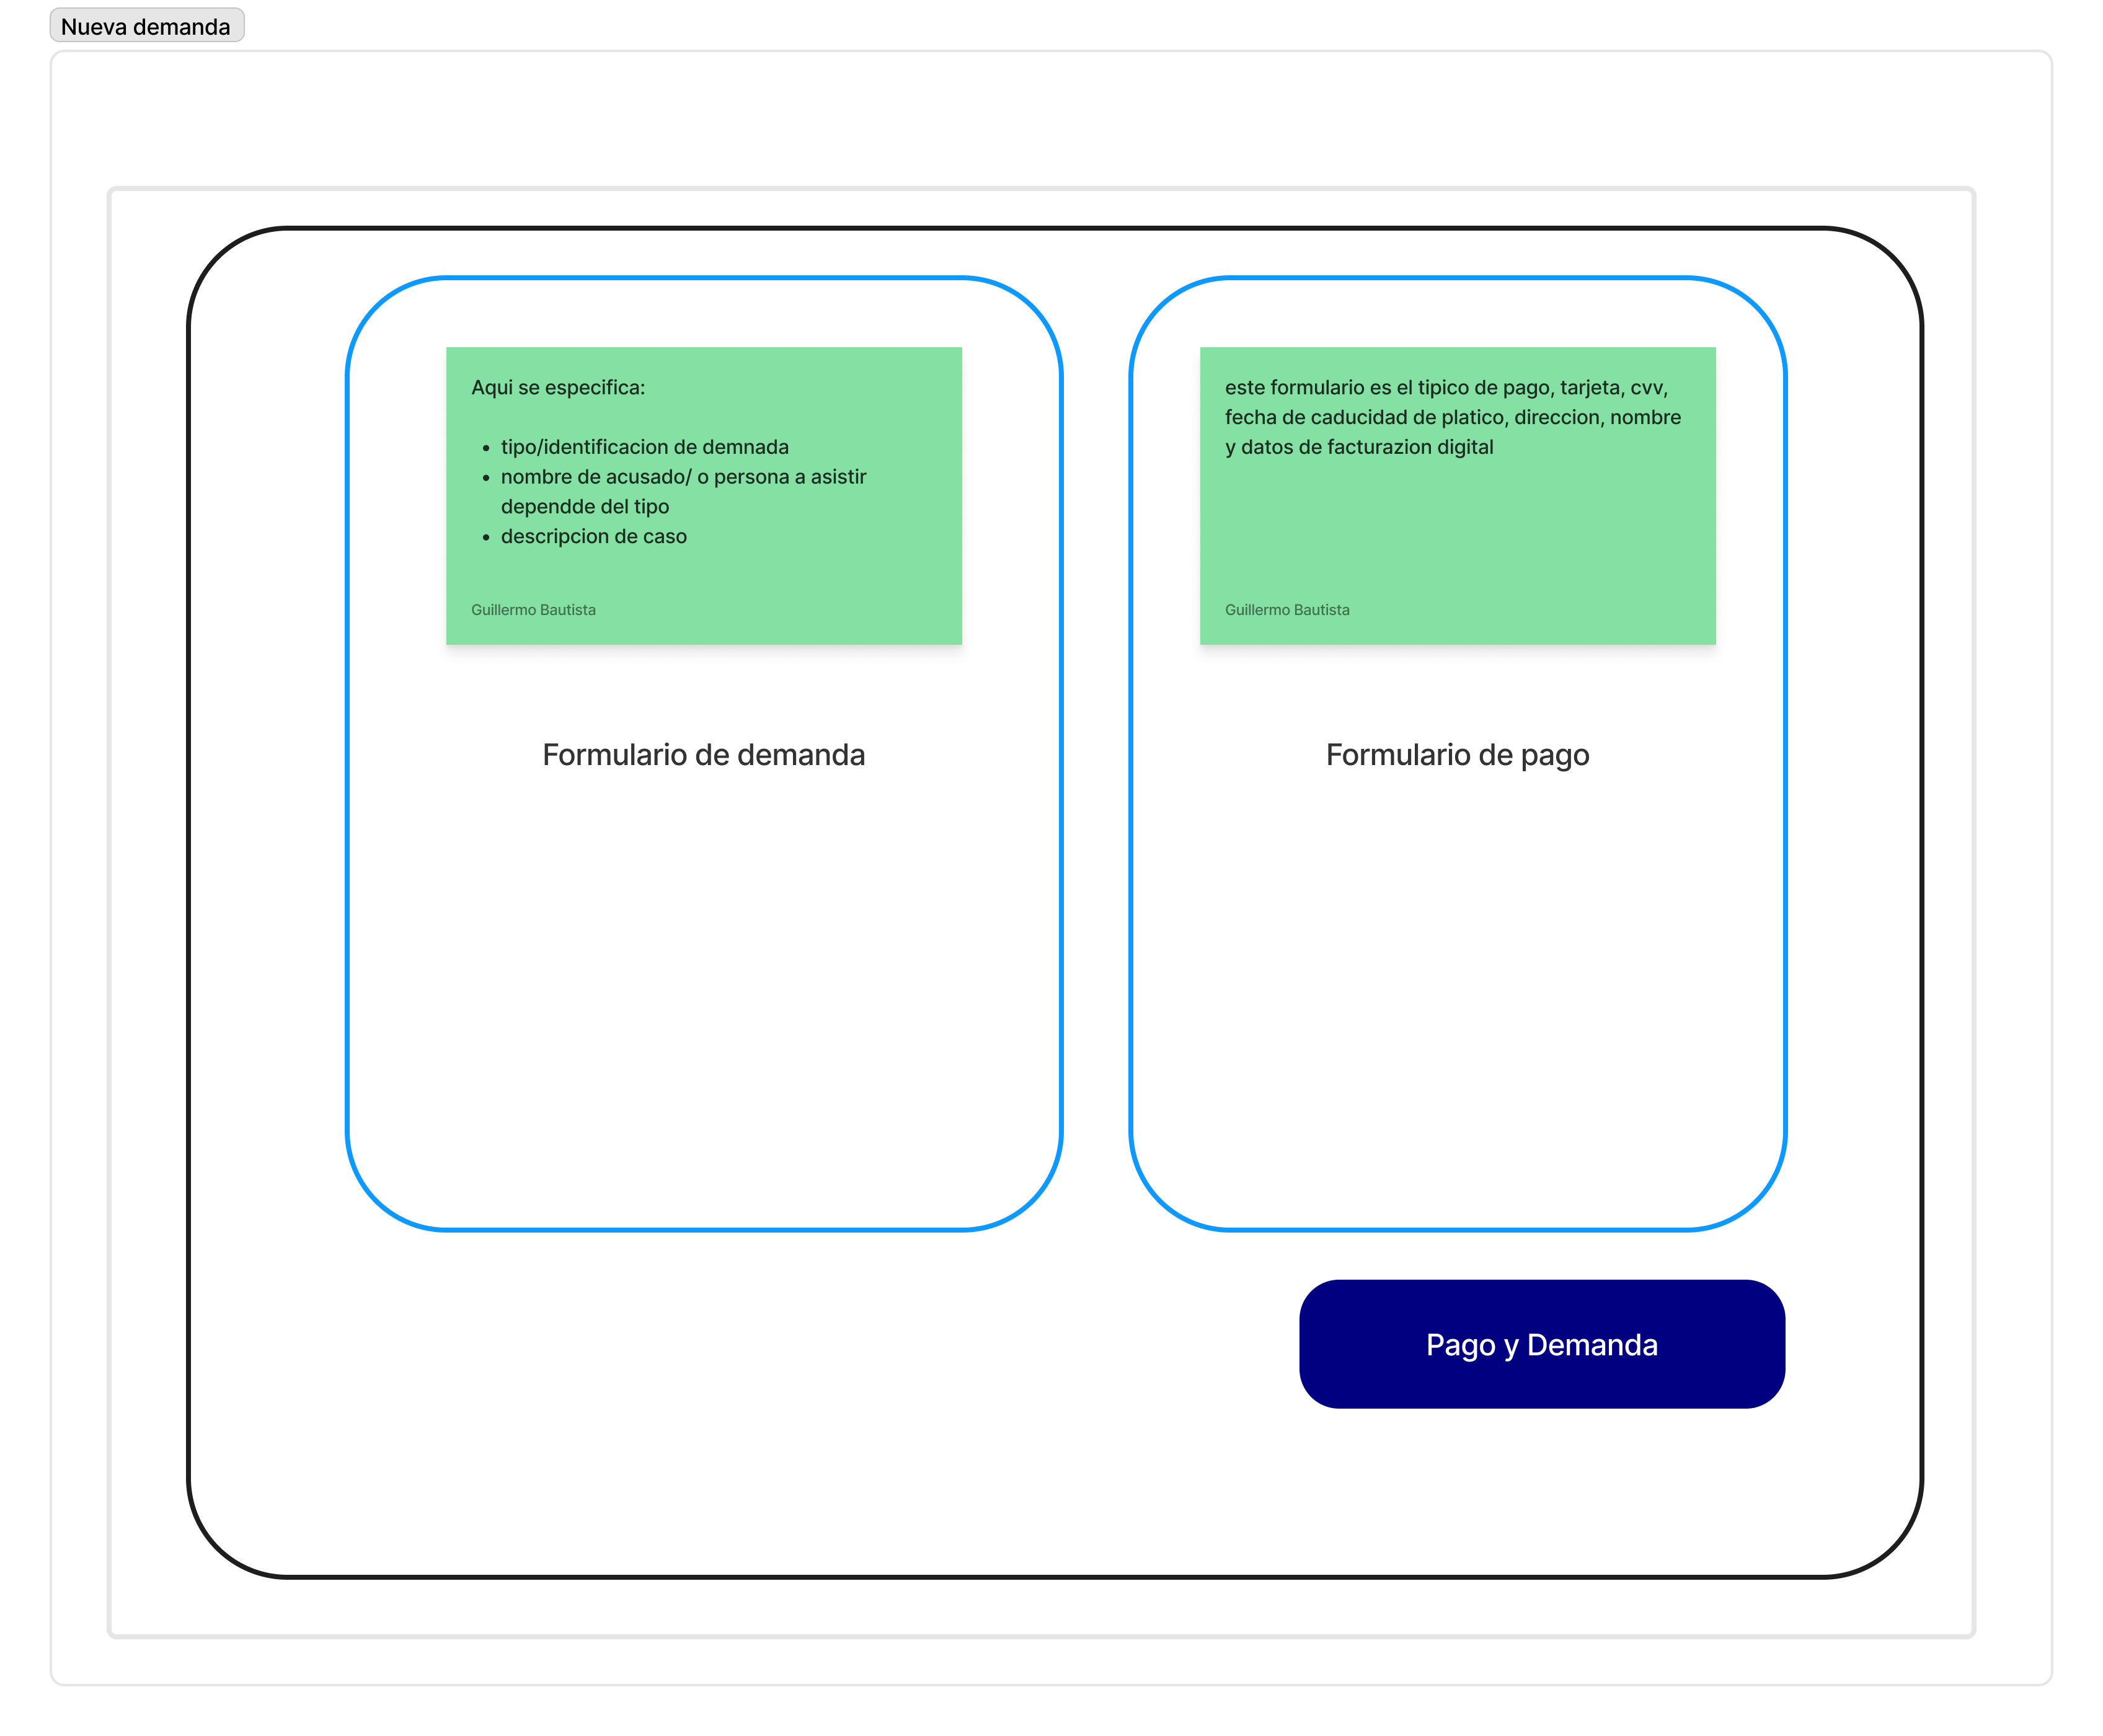 Nueva demanda
Aqui se especifica:
tipo/identificacion de demnada
nombre de acusado/ o persona a asistir
dependde del tipo
descripcion de caso
Guillermo Bautista
Formulario de demanda
este formulario es el tipico de pago, tarjeta, cvv,
fecha de caducidad de platico, direccion, nombre
y datos de facturazion digital
Guillermo Bautista
Formulario de pago
Pago y Demanda